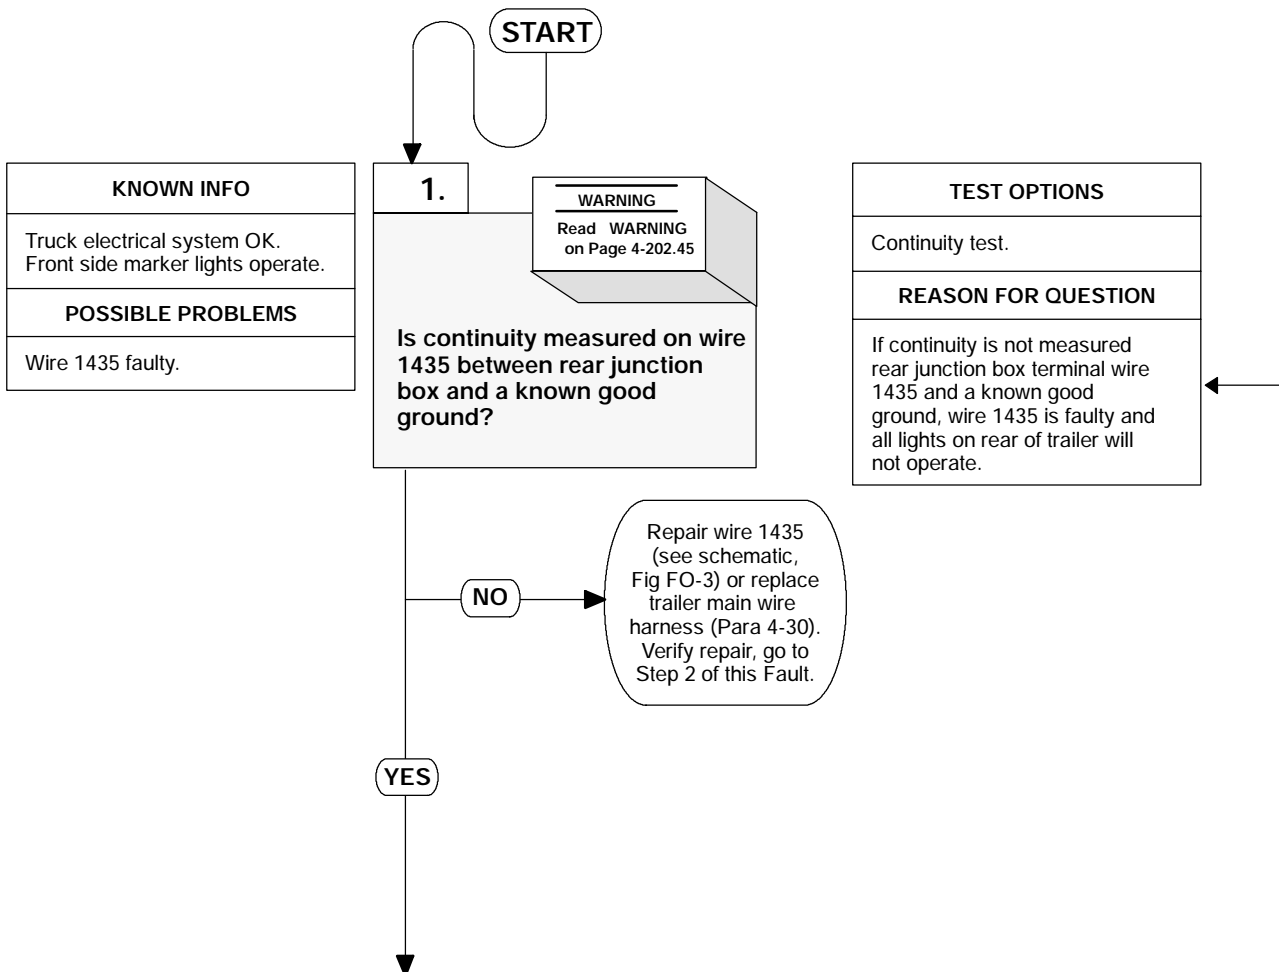 START
KNOWN INFO
Truck electrical system OK.
Front side marker lights operate.
POSSIBLE PROBLEMS
Wire 1435 faulty.
1.
WARNING
Read WARNING
on Page 4-202.45
Is continuity measured on wire
1435 between rear junction
box and a known good
ground?
TEST OPTIONS
Continuity test.
REASON FOR QUESTION
If continuity is not measured
rear junction box terminal wire
1435 and a known good
ground, wire 1435 is faulty and
all lights on rear of trailer will
not operate.
NO
Repair wire 1435
(see schematic,
Fig FO-3) or replace
trailer main wire
harness (Para 4-30).
Verify repair, go to
Step 2 of this Fault.
YES